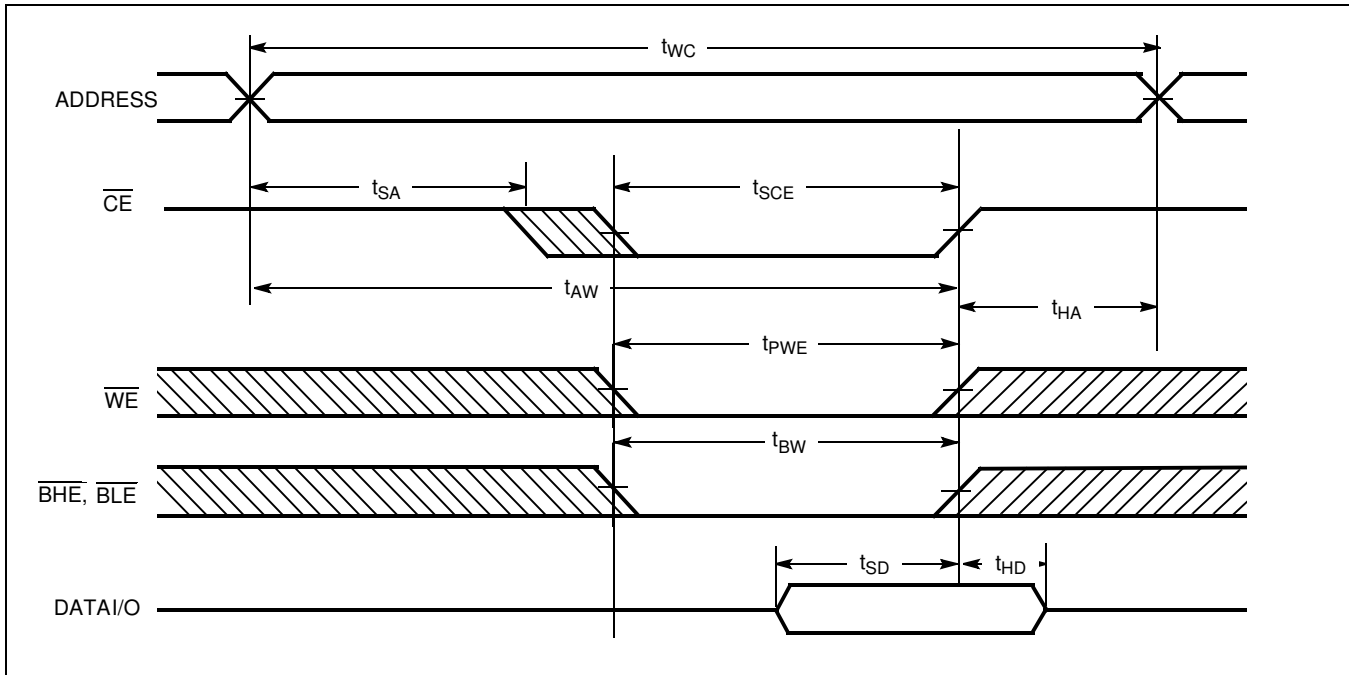 tWC
ADDRESS
tSA
tSCE
CE
tAW
tHA
tPWE
WE
tBW
BHE, BLE
tSD
tHD
DATAI/O